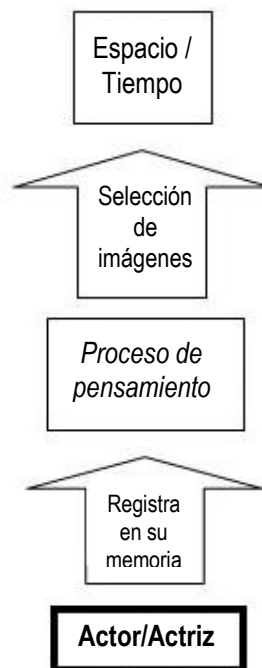 Espacio /
Tiempo
Selección
de
imágenes
Proceso de
pensamiento
Registra
en su
memoria
Actor/Actriz